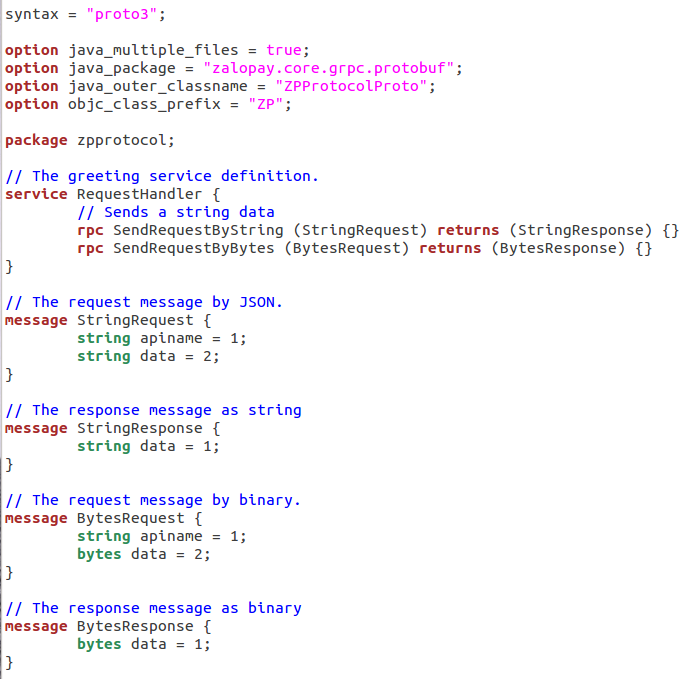 syntax = "proto3";
option java_multiple_files = true;
option java_package = "zalopay.core.grpc.protobuf";
option java_outer_classname = "ZPProtocolProto";
option objc_class_prefix = "ZP";
package zpprotocol;
// The greeting service definition.
service RequestHandler {
// Sends a string data
rpc SendRequestByString (StringRequest) returns (StringResponse) {}
rpc SendRequestByBytes (BytesRequest) returns (BytesResponse) {}
}
// The request message by JSON.
message StringRequest {
string apiname = 1;
string data = 2;
}
// The response message as string
message StringResponse {
string data = 1;
}
// The request message by binary.
message BytesRequest {
string apiname = 1;
bytes data = 2;
}
// The response message as binary
message BytesResponse {
bytes data = 1;
}